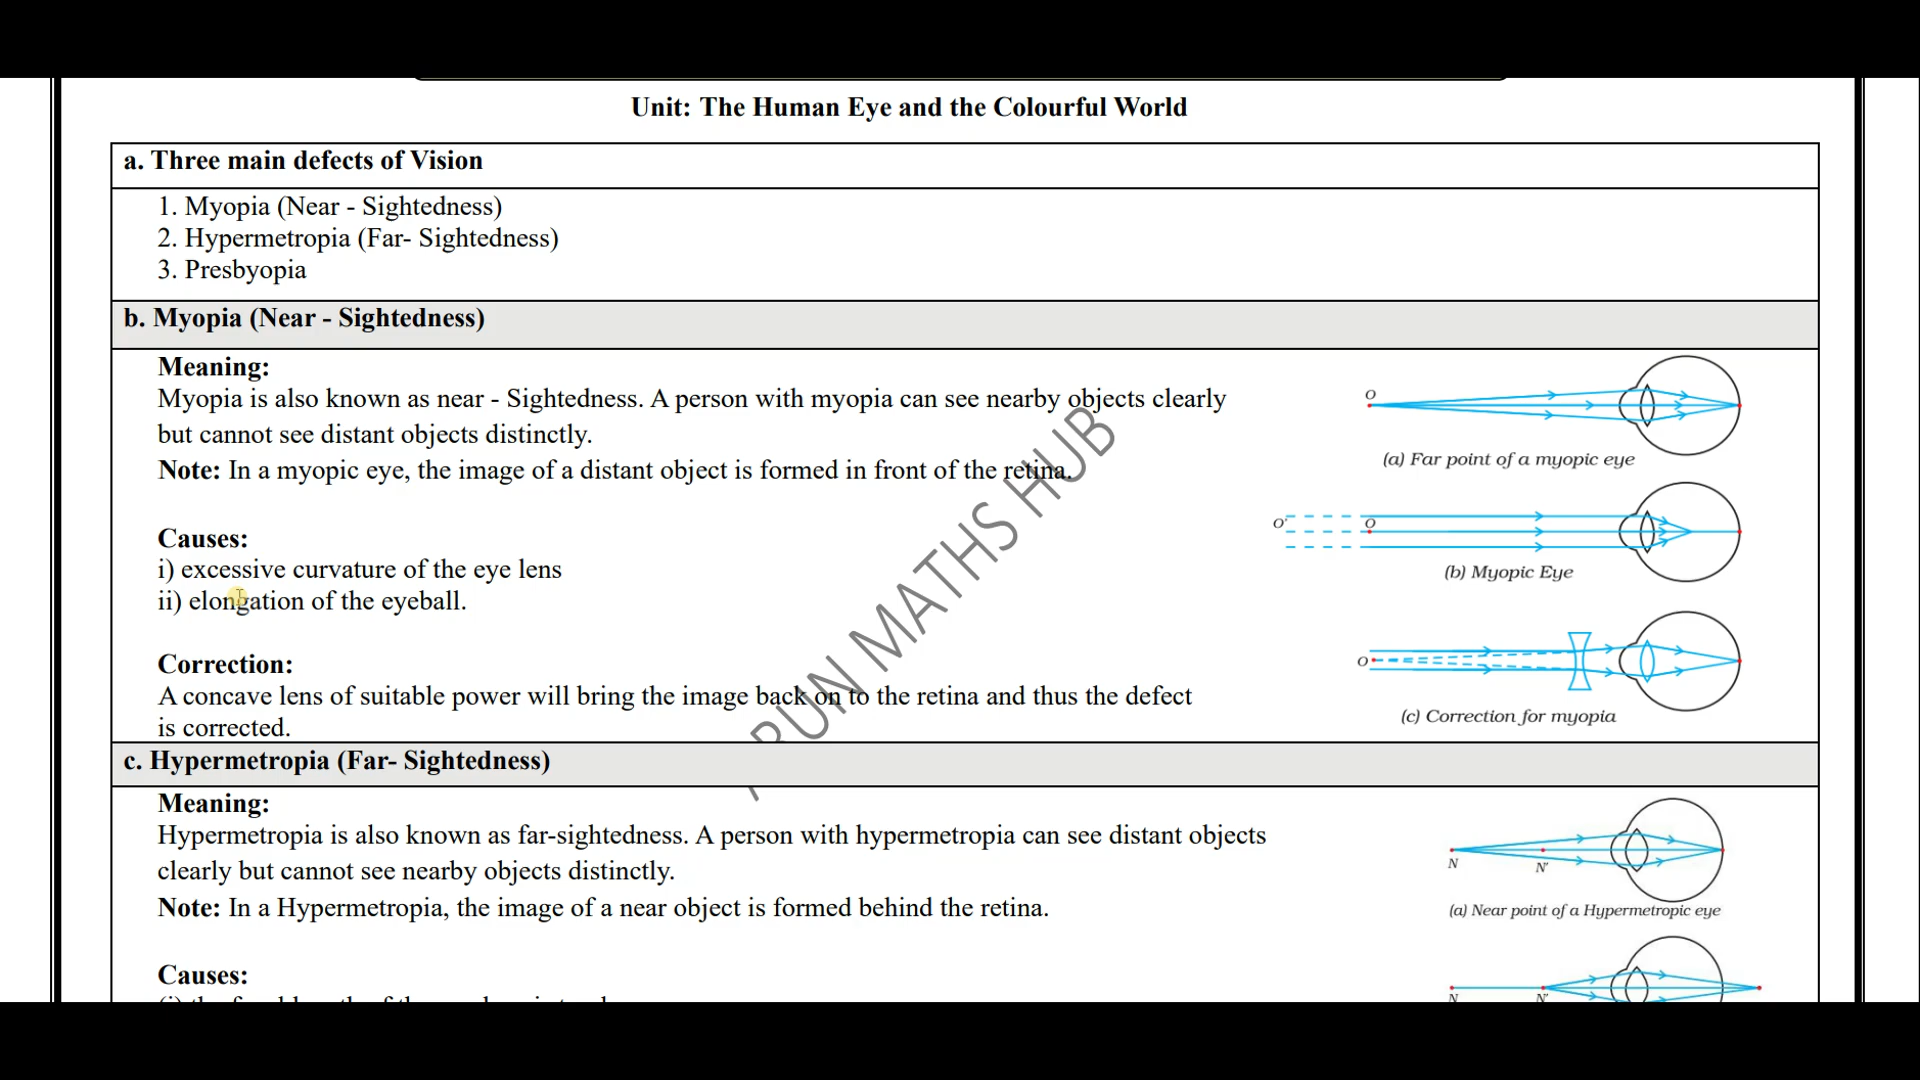 Unit: The Human Eye and the Colourful World
a. Three main defects of Vision
1. Myopia (Near - Sightedness)
2. Hypermetropia (Far- Sightedness)
3. Presbyopia
b. Myopia (Near - Sightedness)
Meaning:
Myopia is also known as near - Sightedness. A person with myopia can see nearby objects clearly
but cannot see distant objects distinctly.
Note: In a myopic eye, the image of a distant object is formed in front of the retina.
Causes:
i) excessive curvature of the eye lens
ii) elongation of the eyeball.
Correction:
A concave lens of suitable power will bring the image back on to the retina and thus the defect
is corrected.
O
(a) Far point of a myopic eye
O'
O
(b) Myopic Eye
O
(c) Correction for myopia
RUN MATHS HUB
c. Hypermetropia (Far- Sightedness)
Meaning:
Hypermetropia is also known as far-sightedness. A person with hypermetropia can see distant objects
clearly but cannot see nearby objects distinctly.
Note: In a Hypermetropia, the image of a near object is formed behind the retina.
Causes:
N
N'
(a) Near point of a Hypermetropic eye
N
N'